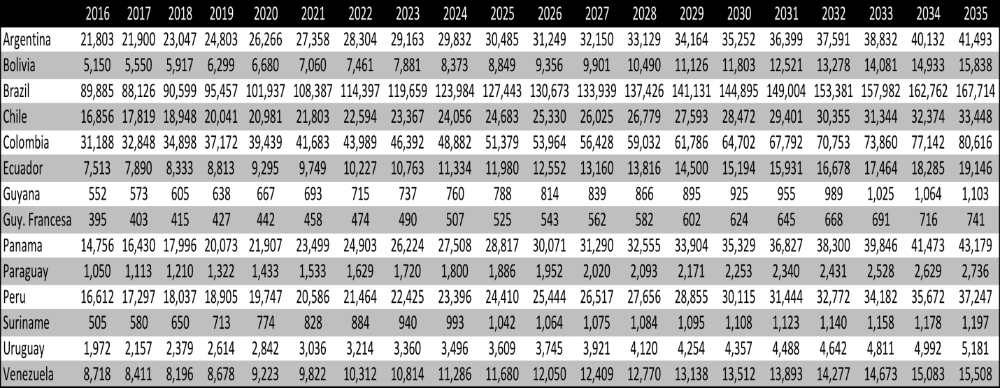 2016 2017 2018 2019 2020 2021 2022 2023 2024 2025 2026 2027 2028 2029 2030 2031 2032 2033 2034 2035
Argentina 21,803 21,900 23,047 24,803 26,266 27,358 28,304 29,163 29,832 30,485 31,249 32,150 33,129 34,164 35,252 36,399 37,591 38,832 40,132 41,493
Bolivia 5,150 5,550 5,917 6,299 6,680 7,060 7,461 7,881 8,373 8,849 9,356 9,901 10,490 11,126 11,803 12,521 13,278 14,081 14,933 15,838
Brazil 89,885 88,126 90,599 95,457 101,937 108,387 114,397 119,659 123,984 127,443 130,673 133,939 137,426 141,131 144,895 149,004 153,381 157,982 162,762 167,714
Chile 16,856 17,819 18,948 20,041 20,981 21,803 22,594 23,367 24,056 24,683 25,330 26,025 26,779 27,593 28,472 29,401 30,355 31,344 32,374 33,448
Colombia 31,188 32,848 34,898 37,172 39,439 41,683 43,989 46,392 48,882 51,379 53,964 56,428 59,032 61,786 64,702 67,792 70,753 73,860 77,142 80,616
Ecuador 7,513 7,890 8,333 8,813 9,295 9,749 10,227 10,763 11,334 11,980 12,552 13,160 13,816 14,500 15,194 15,931 16,678 17,464 18,285 19,146
Guyana 552 573 605 638 667 693 715 737 760 788 814 839 866 895 925 955 989 1,025 1,064 1,103
Guy. Francesa 395 403 415 427 442 458 474 490 507 525 543 562 582 602 624 645 668 691 716 741
Panama 14,756 16,430 17,996 20,073 21,907 23,499 24,903 26,224 27,508 28,817 30,071 31,290 32,555 33,904 35,329 36,827 38,300 39,846 41,473 43,179
Paraguay 1,050 1,113 1,210 1,322 1,433 1,533 1,629 1,720 1,800 1,886 1,952 2,020 2,093 2,171 2,253 2,340 2,431 2,528 2,629 2,736
Peru 16,612 17,297 18,037 18,905 19,747 20,586 21,464 22,425 23,396 24,410 25,444 26,517 27,656 28,855 30,115 31,444 32,772 34,182 35,672 37,247
Suriname 505 580 650 713 774 828 884 940 993 1,042 1,064 1,075 1,084 1,095 1,108 1,123 1,140 1,158 1,178 1,197
Uruguay 1,972 2,157 2,379 2,614 2,842 3,036 3,214 3,360 3,496 3,609 3,745 3,921 4,120 4,254 4,357 4,488 4,642 4,811 4,992 5,181
Venezuela 8,718 8,411 8,196 8,678 9,223 9,822 10,312 10,814 11,286 11,680 12,050 12,409 12,770 13,138 13,512 13,893 14,277 14,673 15,083 15,508